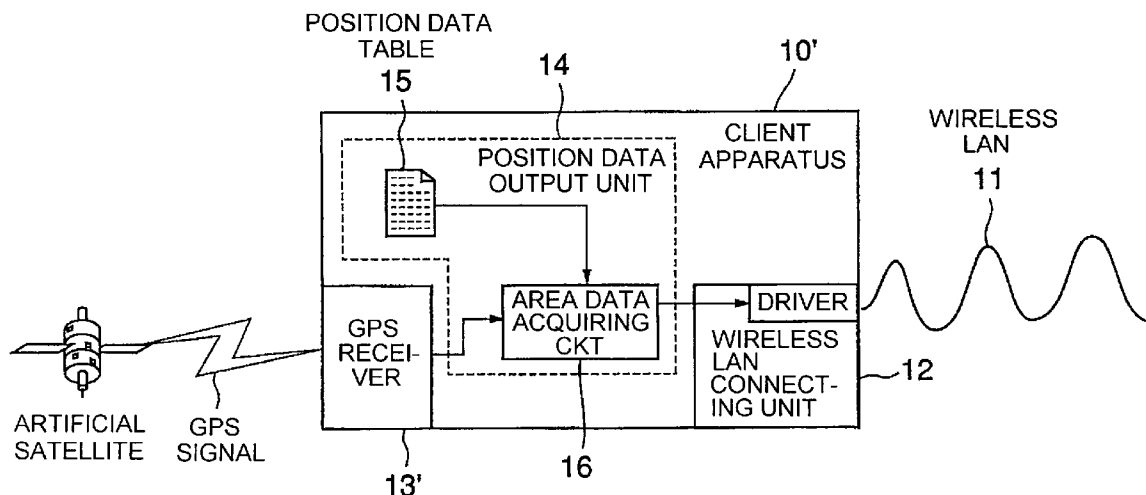 POSITION DATA
TABLE
15
14
10'
CLIENT
APPARATUS
WIRELESS
LAN
11
POSITION DATA
OUTPUT UNIT
AREA DATA
ACQUIRING
CKT
DRIVER
GPS
RECEI-
VER
WIRELESS
LAN
CONNECT-
ING UNIT
12
ARTIFICIAL
SATELLITE
GPS
SIGNAL
13'
16